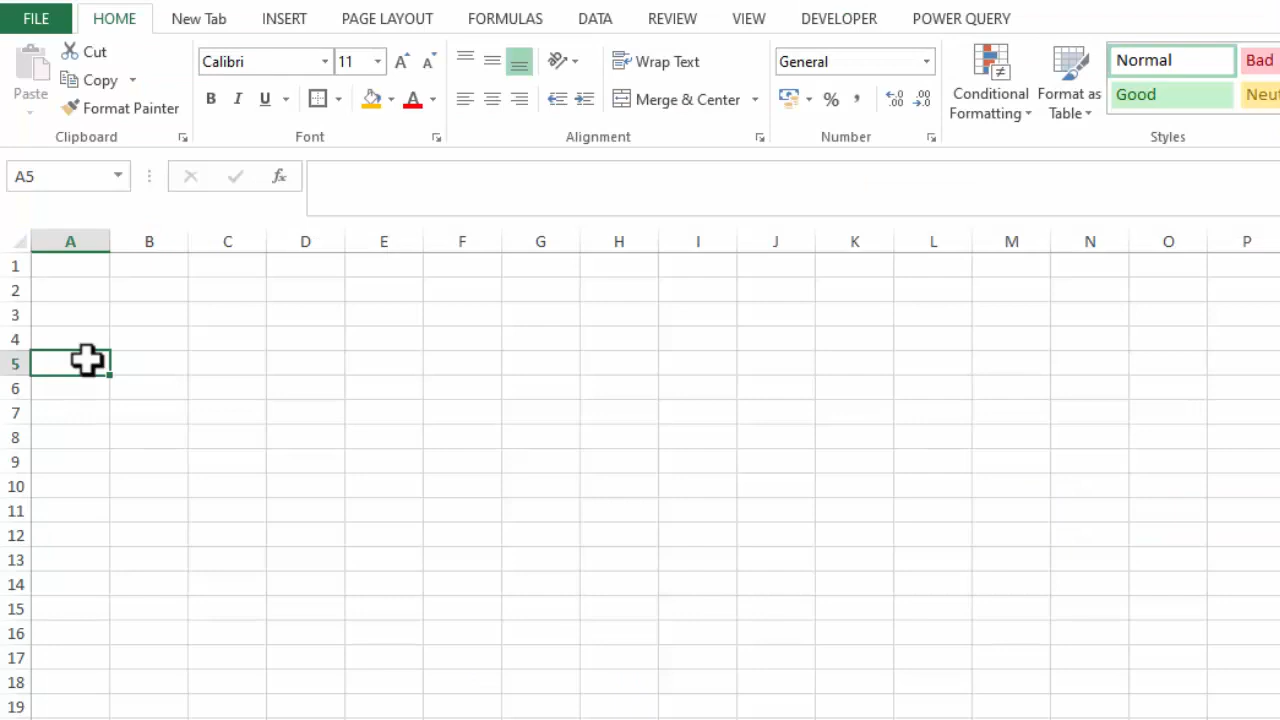 FILE HOME New Tab INSERT PAGE LAYOUT FORMULAS DATA REVIEW VIEW DEVELOPER POWER QUERY
Paste
Cut
Copy
Format Painter
Clipboard
Calibri 11 A A
B I U A
Font
Wrap Text
Merge & Center
Alignment
General
% , .00 .0
Number
Conditional
Formatting
Format as
Table
Normal Bad
Good Neut
Styles
A5 fx
A B C D E F G H I J K L M N O P
1
2
3
4
5
6
7
8
9
10
11
12
13
14
15
16
17
18
19